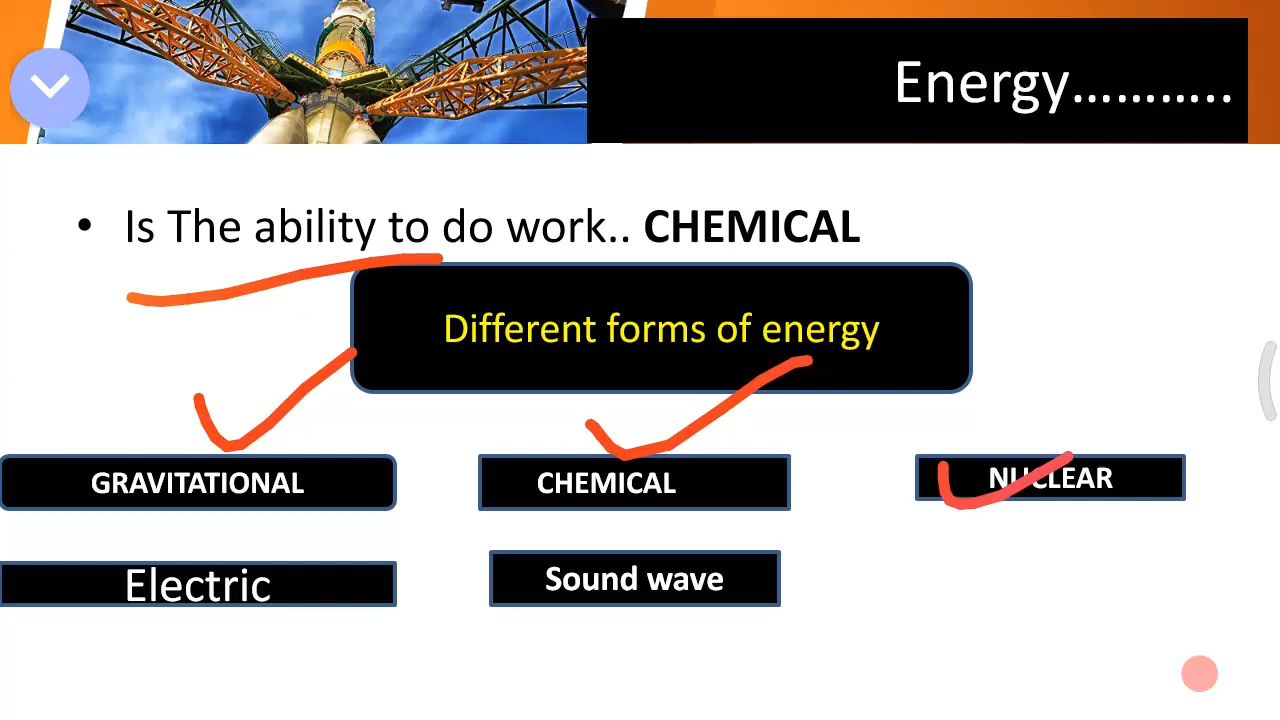 Energy………..
• Is The ability to do work.. CHEMICAL
Different forms of energy
GRAVITATIONAL
CHEMICAL
NUCLEAR
Electric
Sound wave